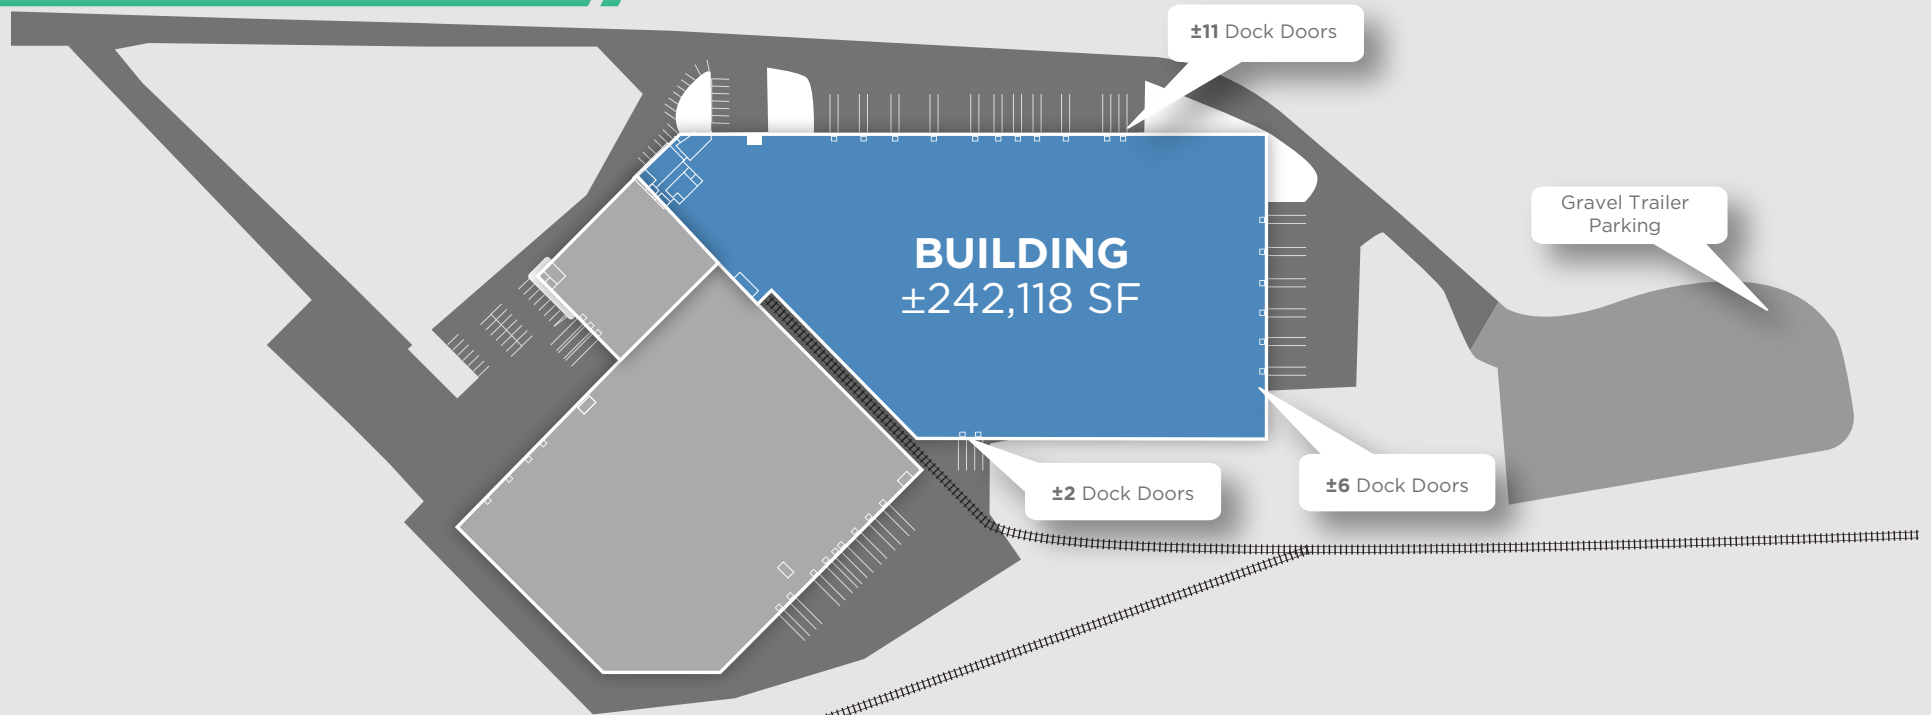 ±11 Dock Doors
Gravel Trailer
Parking
BUILDING
±242,118 SF
±2 Dock Doors
±6 Dock Doors